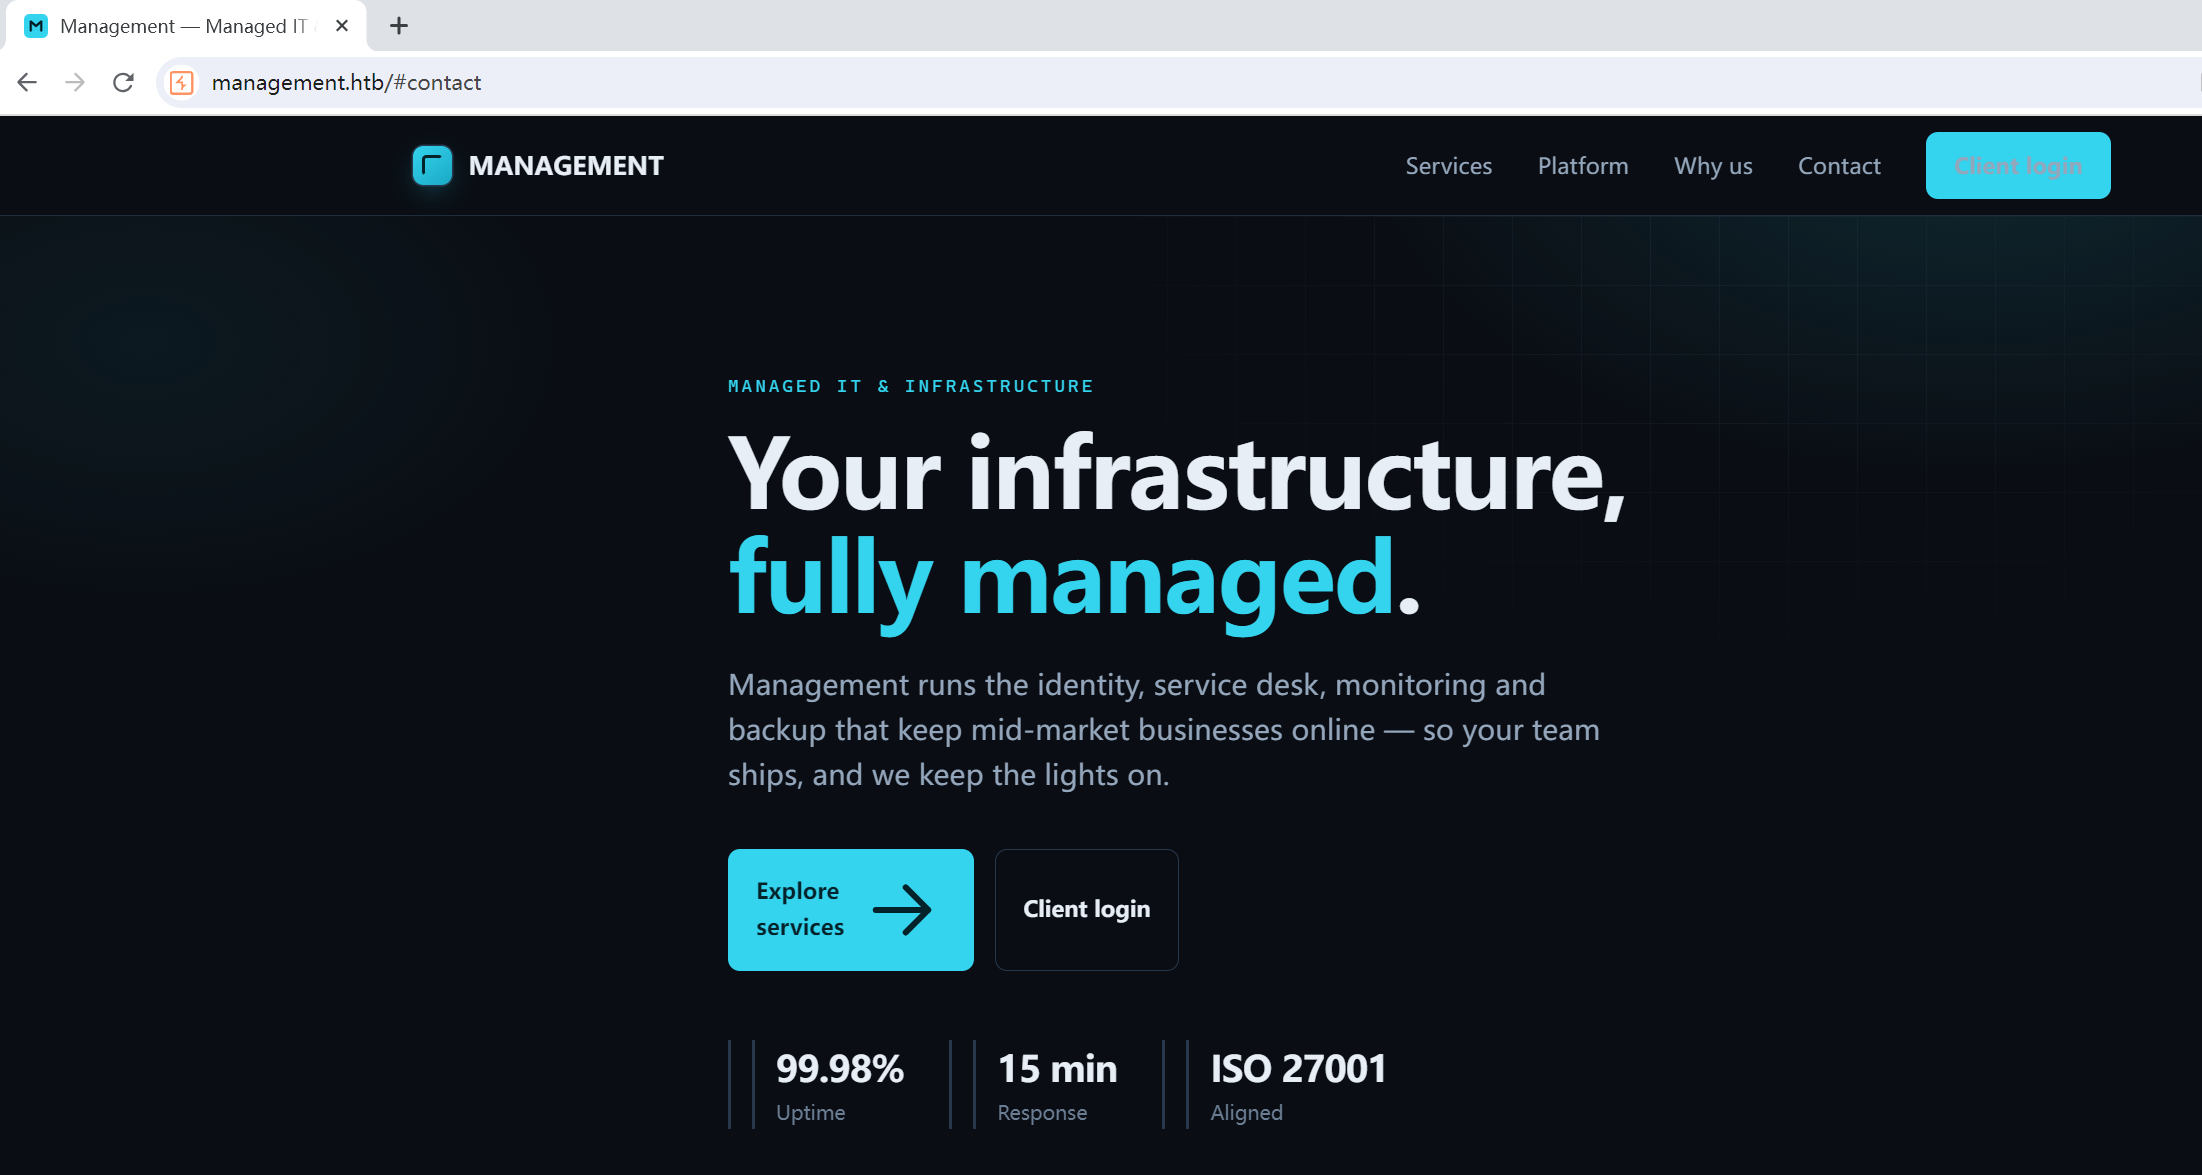 Management — Managed IT
management.htb/#contact
MANAGEMENT
Services
Platform
Why us
Contact
Client login
MANAGED IT & INFRASTRUCTURE
Your infrastructure,
fully managed.
Management runs the identity, service desk, monitoring and
backup that keep mid-market businesses online — so your team
ships, and we keep the lights on.
Explore
services
Client login
99.98%
Uptime
15 min
Response
ISO 27001
Aligned